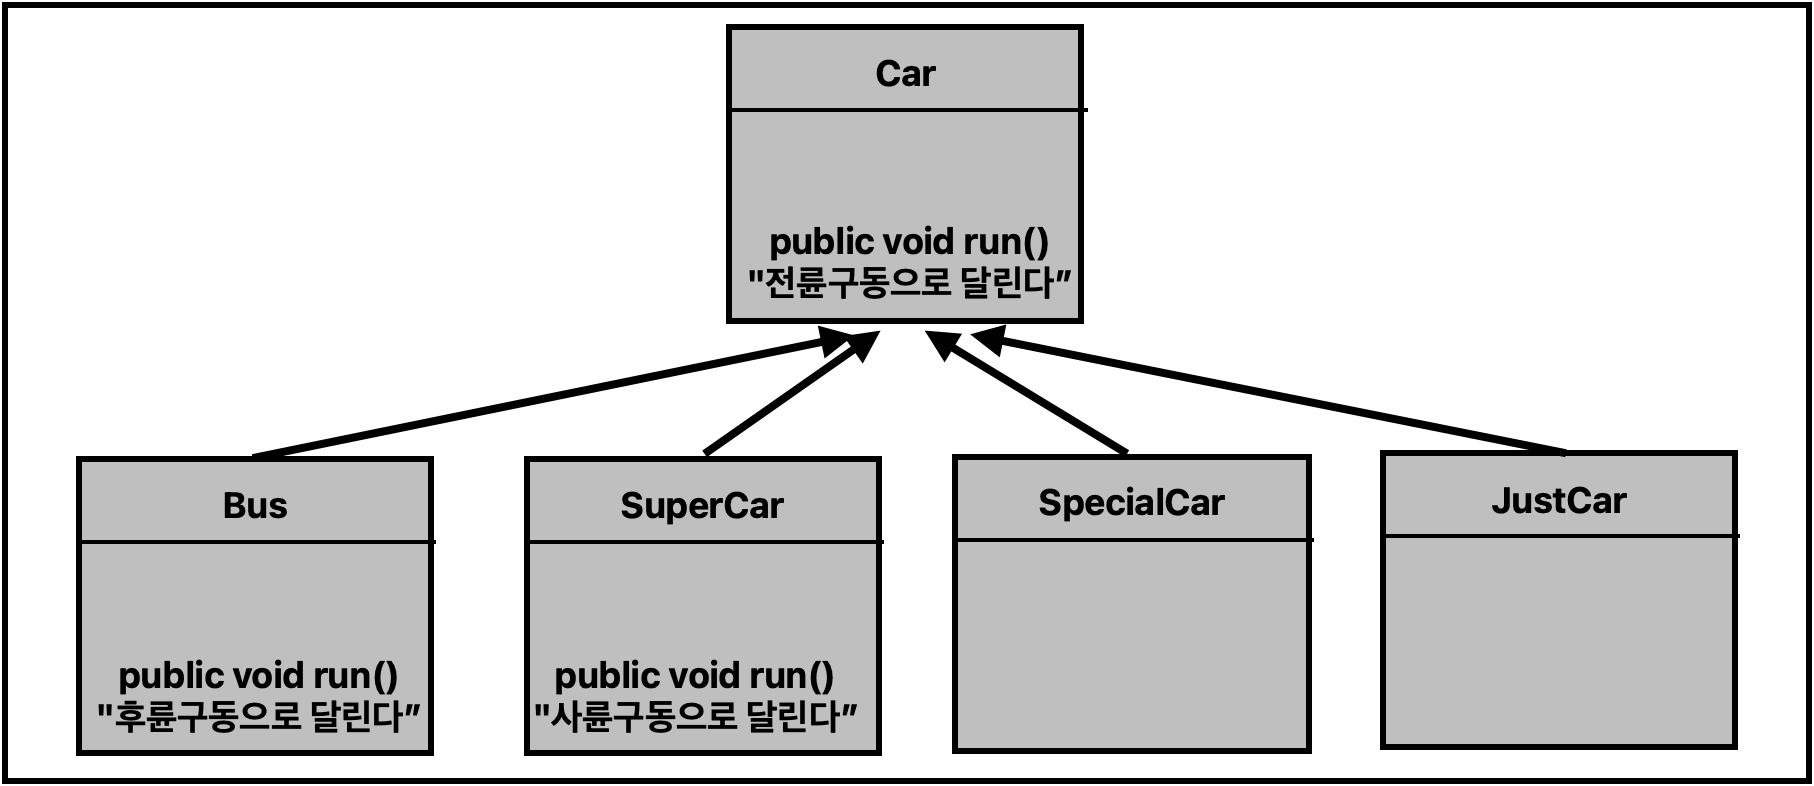 Car
public void run()
"전륜구동으로 달린다”
Bus
public void run()
"후륜구동으로 달린다”
SuperCar
public void run()
"사륜구동으로 달린다”
SpecialCar
JustCar